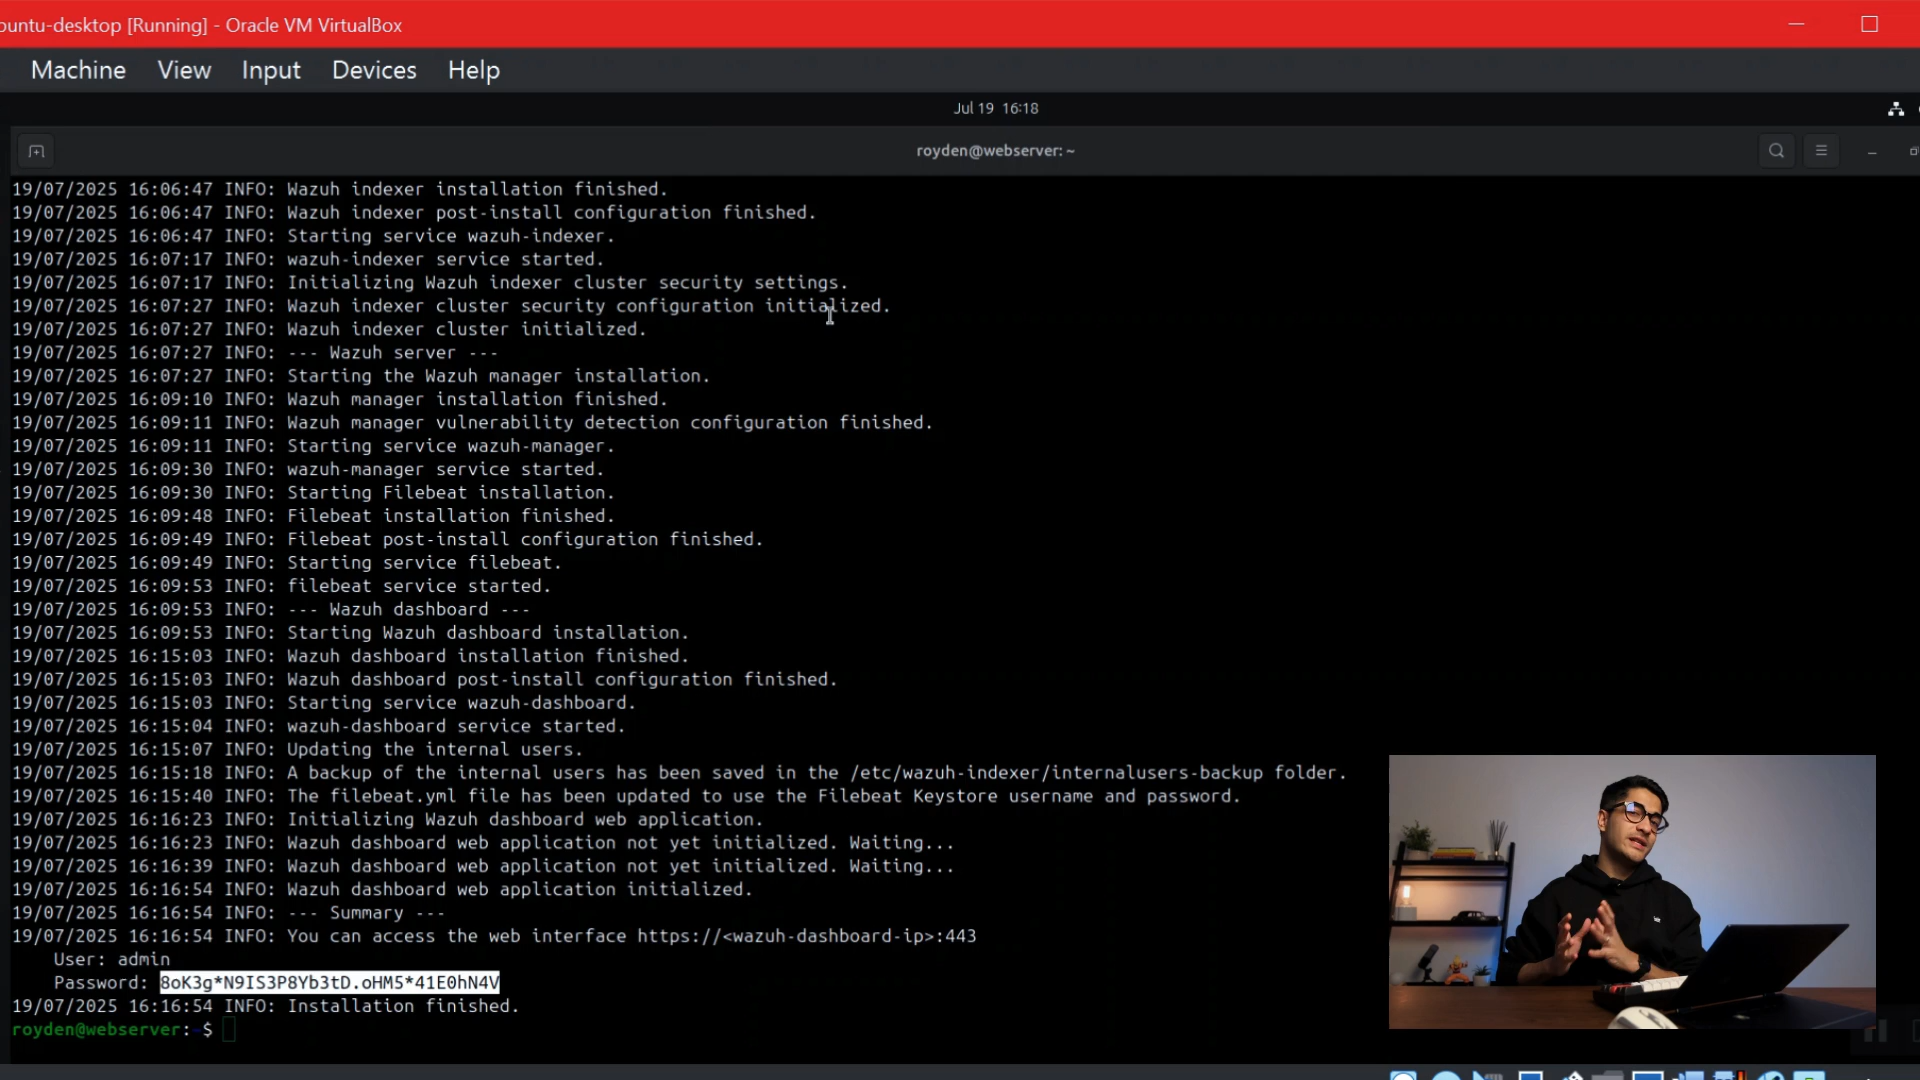 ountu-desktop [Running] - Oracle VM VirtualBox
Machine View Input Devices Help
Jul 19 16:18
royden@webserver: ~
19/07/2025 16:06:47 INFO: Wazuh indexer installation finished.
19/07/2025 16:06:47 INFO: Wazuh indexer post-install configuration finished.
19/07/2025 16:06:47 INFO: Starting service wazuh-indexer.
19/07/2025 16:07:17 INFO: wazuh-indexer service started.
19/07/2025 16:07:17 INFO: Initializing Wazuh indexer cluster security settings.
19/07/2025 16:07:27 INFO: Wazuh indexer cluster security configuration initialized.
19/07/2025 16:07:27 INFO: Wazuh indexer cluster initialized.
19/07/2025 16:07:27 INFO: --- Wazuh server ---
19/07/2025 16:07:27 INFO: Starting the Wazuh manager installation.
19/07/2025 16:09:10 INFO: Wazuh manager installation finished.
19/07/2025 16:09:11 INFO: Wazuh manager vulnerability detection configuration finished.
19/07/2025 16:09:11 INFO: Starting service wazuh-manager.
19/07/2025 16:09:30 INFO: wazuh-manager service started.
19/07/2025 16:09:30 INFO: Starting Filebeat installation.
19/07/2025 16:09:48 INFO: Filebeat installation finished.
19/07/2025 16:09:49 INFO: Filebeat post-install configuration finished.
19/07/2025 16:09:49 INFO: Starting service filebeat.
19/07/2025 16:09:53 INFO: filebeat service started.
19/07/2025 16:09:53 INFO: --- Wazuh dashboard ---
19/07/2025 16:09:53 INFO: Starting Wazuh dashboard installation.
19/07/2025 16:15:03 INFO: Wazuh dashboard installation finished.
19/07/2025 16:15:03 INFO: Wazuh dashboard post-install configuration finished.
19/07/2025 16:15:03 INFO: Starting service wazuh-dashboard.
19/07/2025 16:15:04 INFO: wazuh-dashboard service started.
19/07/2025 16:15:07 INFO: Updating the internal users.
19/07/2025 16:15:18 INFO: A backup of the internal users has been saved in the /etc/wazuh-indexer/internalusers-backup folder.
19/07/2025 16:15:40 INFO: The filebeat.yml file has been updated to use the Filebeat Keystore username and password.
19/07/2025 16:16:23 INFO: Initializing Wazuh dashboard web application.
19/07/2025 16:16:23 INFO: Wazuh dashboard web application not yet initialized. Waiting...
19/07/2025 16:16:39 INFO: Wazuh dashboard web application not yet initialized. Waiting...
19/07/2025 16:16:54 INFO: Wazuh dashboard web application initialized.
19/07/2025 16:16:54 INFO: --- Summary ---
19/07/2025 16:16:54 INFO: You can access the web interface https://<wazuh-dashboard-ip>:443
User: admin
Password: 8oK3g*N9IS3P8Yb3tD.oHM5*41E0hN4V
19/07/2025 16:16:54 INFO: Installation finished.
royden@webserver:~$